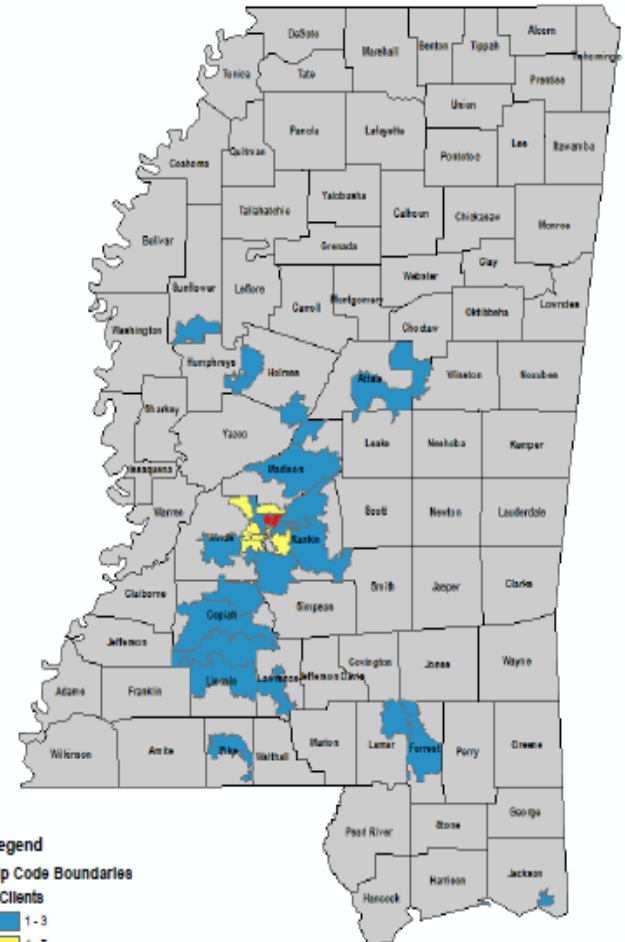 DeSoto
Alcorn
Benton
Tippah
Marshall
Tishomingo
Tate
Tunica
Prentiss
Union
Panola
Lafayette
Lee
Itawamba
Quitman
Pontotoc
Coahoma
Yalobusha
Tallahatchie
Calhoun
Chickasaw
Monroe
Bolivar
Grenada
Clay
Webster
Sunflower
Leflore
Montgomery
Lowndes
Carroll
Oktibbeha
Choctaw
Washington
Humphreys
Holmes
Attala
Winston
Noxubee
Sharkey
Yazoo
Leake
Neshoba
Kemper
Issaquena
Madison
Warren
Scott
Newton
Lauderdale
Hinds
Rankin
Smith
Jasper
Clarke
Claiborne
Simpson
Copiah
Jefferson
Covington
Jones
Wayne
Lincoln
Lawrence
Jefferson Davis
Adams
Franklin
Marion
Lamar
Forrest
Perry
Greene
Wilkinson
Amite
Pike
Walthall
George
Stone
Pearl River
Jackson
Harrison
Hancock
egend
p Code Boundaries
Clients
1 - 3